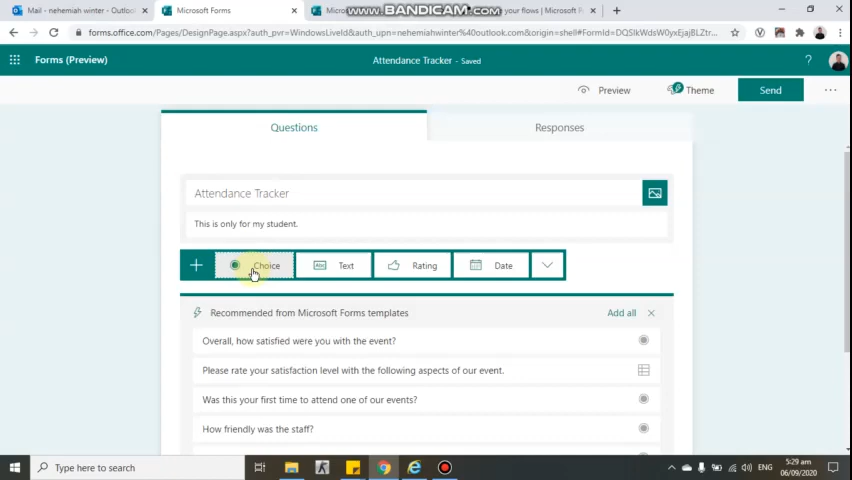 Mail - nehemiah winter - Outlook
Microsoft Forms
your flows | Microsoft P
www.BANDICAM.com
forms.office.com/Pages/DesignPage.aspx?auth_pvr=WindowsLiveId&auth_upn=nehemiahwinter%40outlook.com&origin=shell#FormId=DQSIkWdsW0yxEjajBLZtr...
Forms (Preview)
Attendance Tracker - Saved
?
Preview
Theme
Send
Questions
Responses
Attendance Tracker
This is only for my student.
Choice
Abc
Text
Rating
Date
Recommended from Microsoft Forms templates
Add all
Overall, how satisfied were you with the event?
Please rate your satisfaction level with the following aspects of our event.
Was this your first time to attend one of our events?
How friendly was the staff?
Type here to search
ENG
5:29 am
06/09/2020